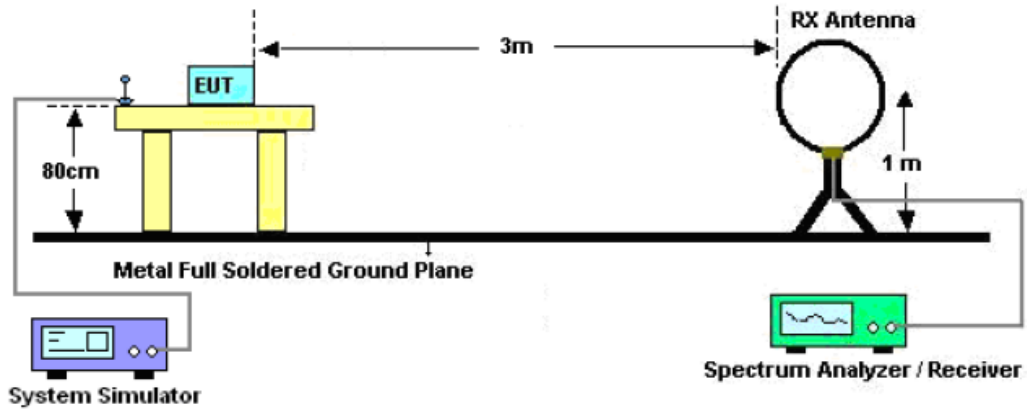 RX Antenna
3m
EUT
80cm
1 m
Metal Full Soldered Ground Plane
System Simulator
Spectrum Analyzer / Receiver